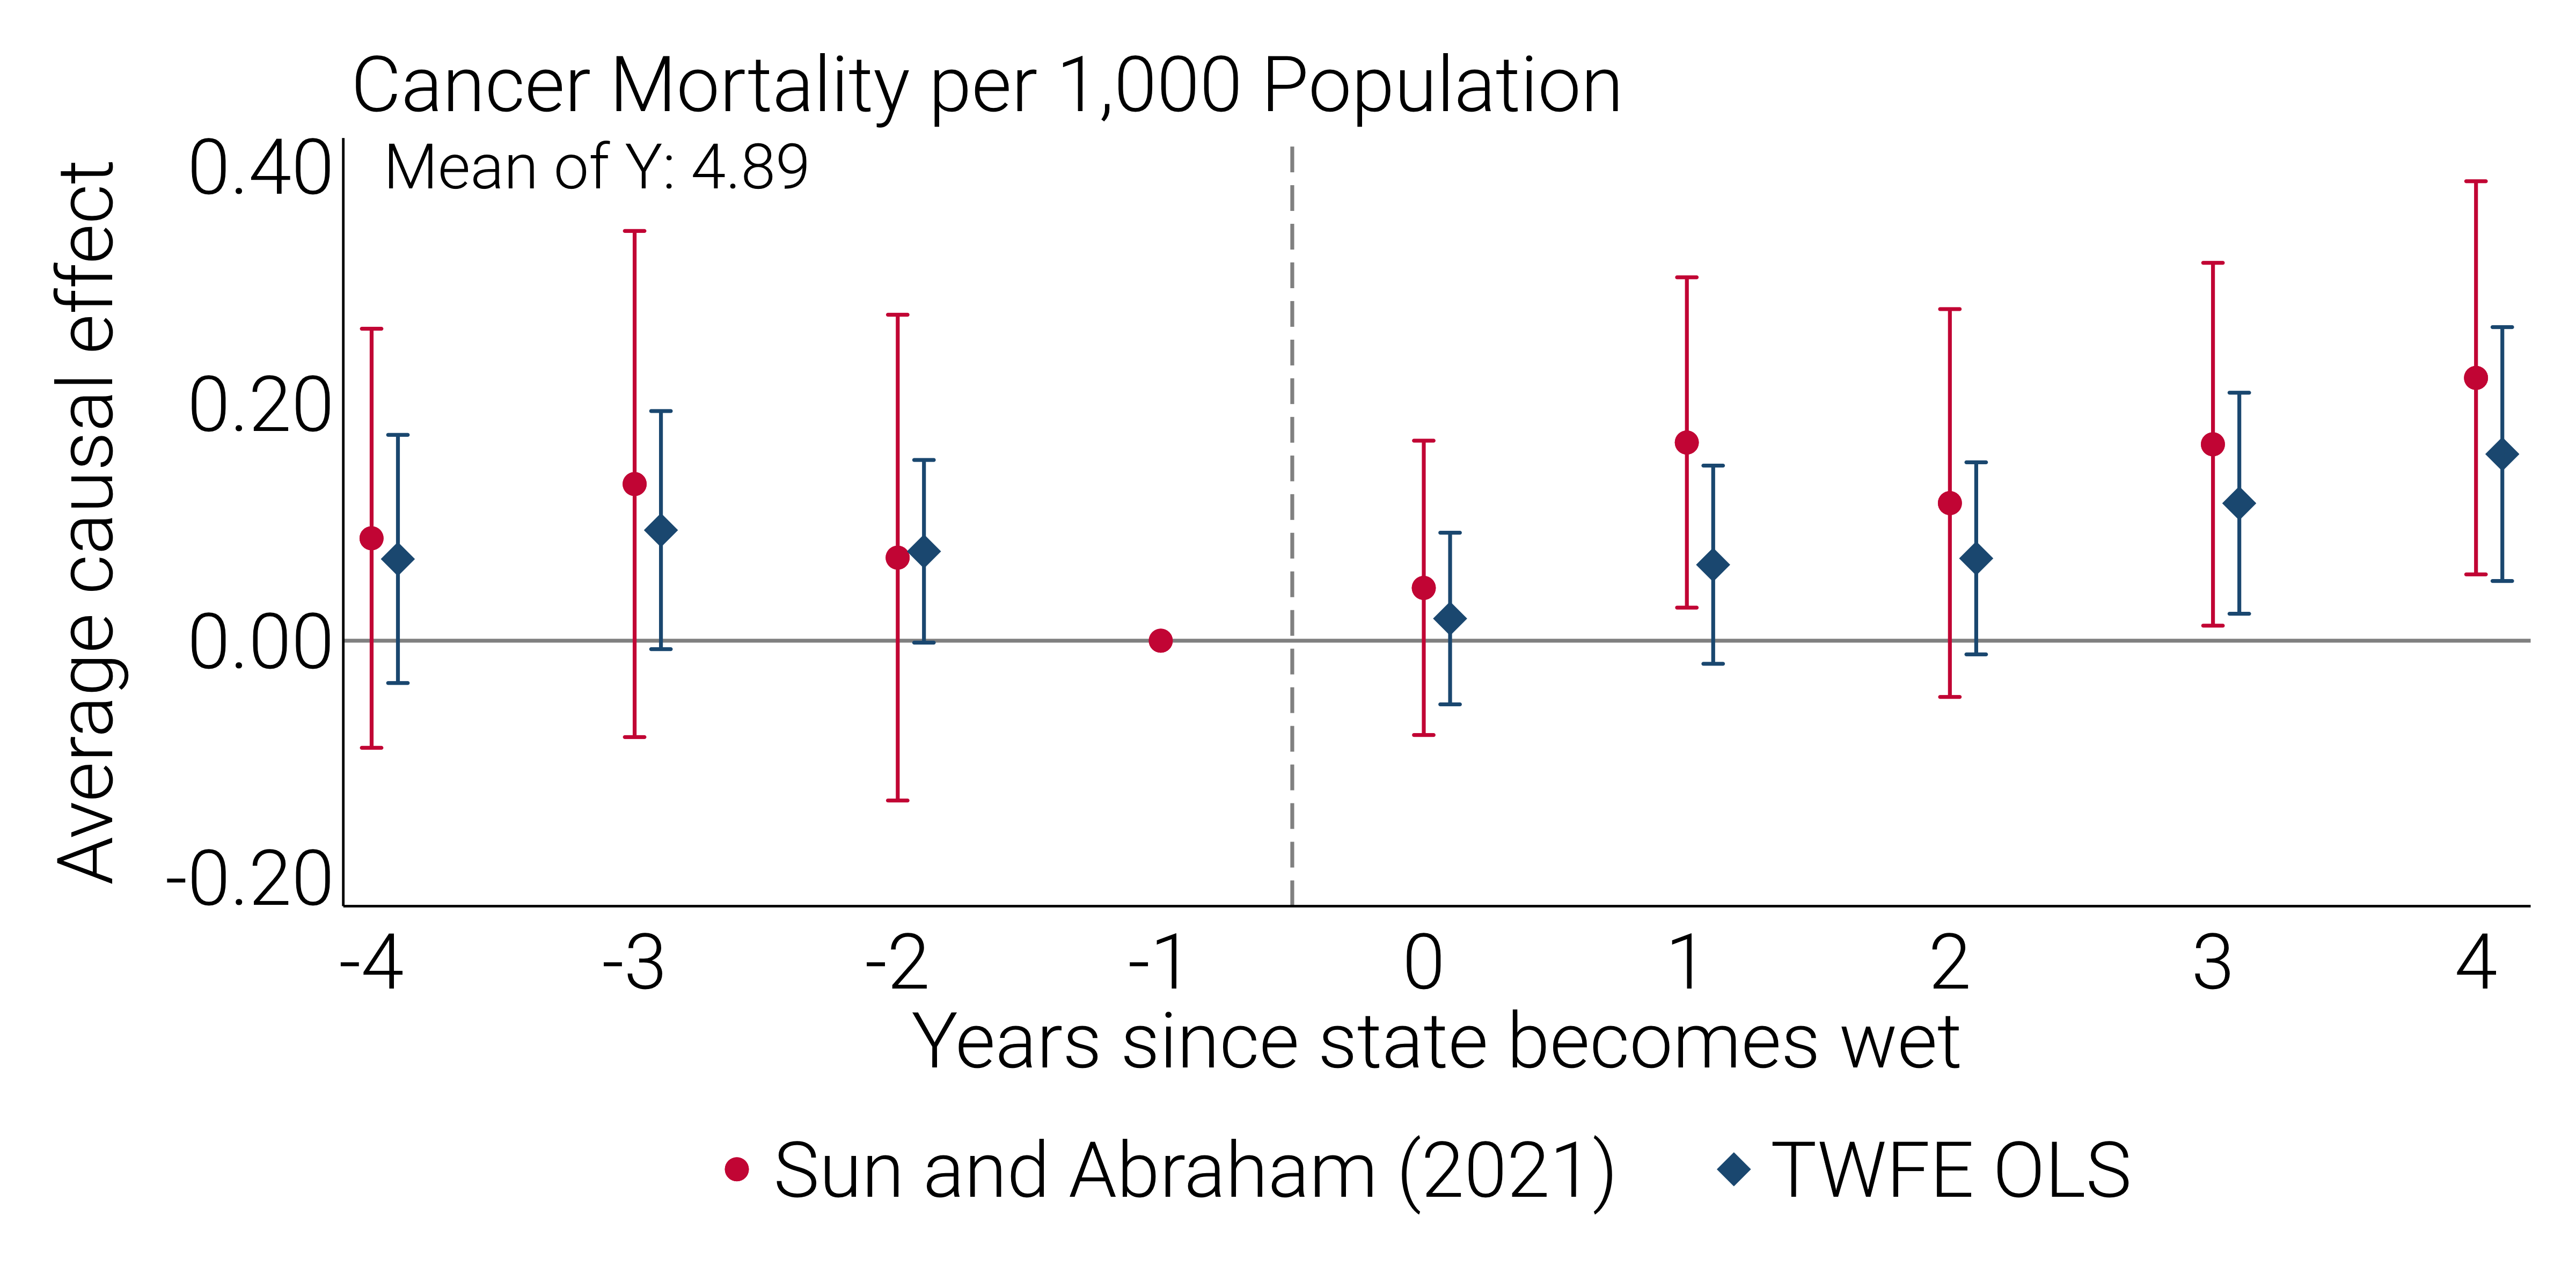 Cancer Mortality per 1,000 Population
Mean of Y: 4.89
Average causal effect
0.40
0.20
0.00
-0.20
-4 -3 -2 -1 0 1 2 3 4
Years since state becomes wet
Sun and Abraham (2021) TWFE OLS